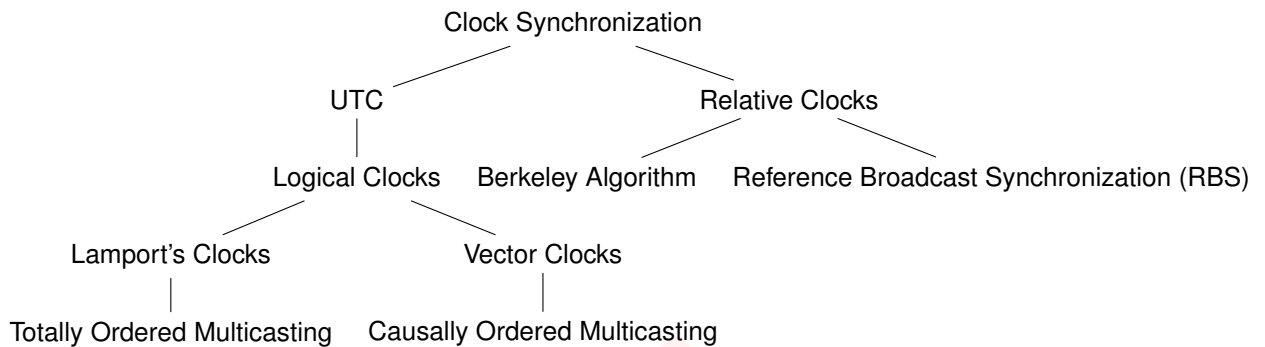 Clock Synchronization
UTC
Relative Clocks
Logical Clocks
Berkeley Algorithm
Reference Broadcast Synchronization (RBS)
Lamport's Clocks
Vector Clocks
Totally Ordered Multicasting
Causally Ordered Multicasting